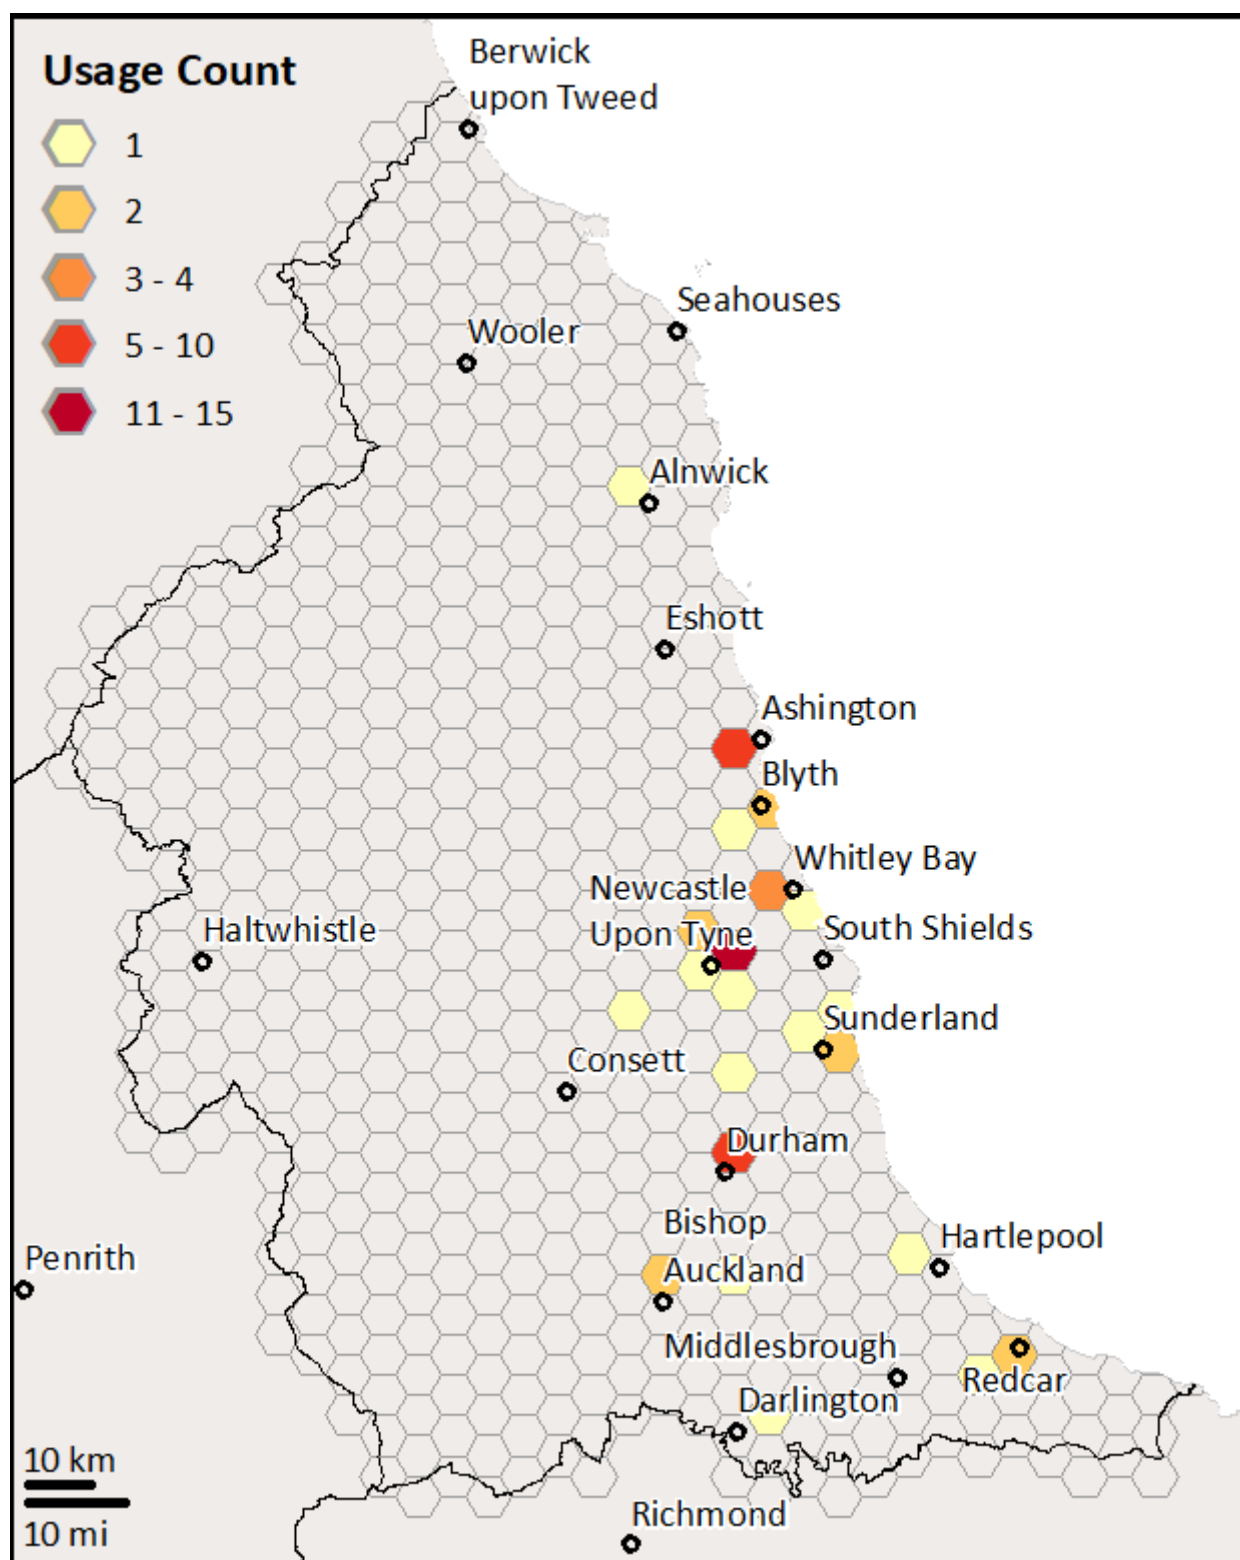 Usage Count
1
2
3 - 4
5 - 10
11 - 15
Berwick
upon Tweed
Seahouses
Wooler
Alnwick
Eshott
Ashington
Blyth
Whitley Bay
Newcastle
Upon Tyne
South Shields
Haltwhistle
Sunderland
Consett
Durham
Bishop
Auckland
Hartlepool
Penrith
Middlesbrough
Redcar
Darlington
10 km
10 mi
Richmond